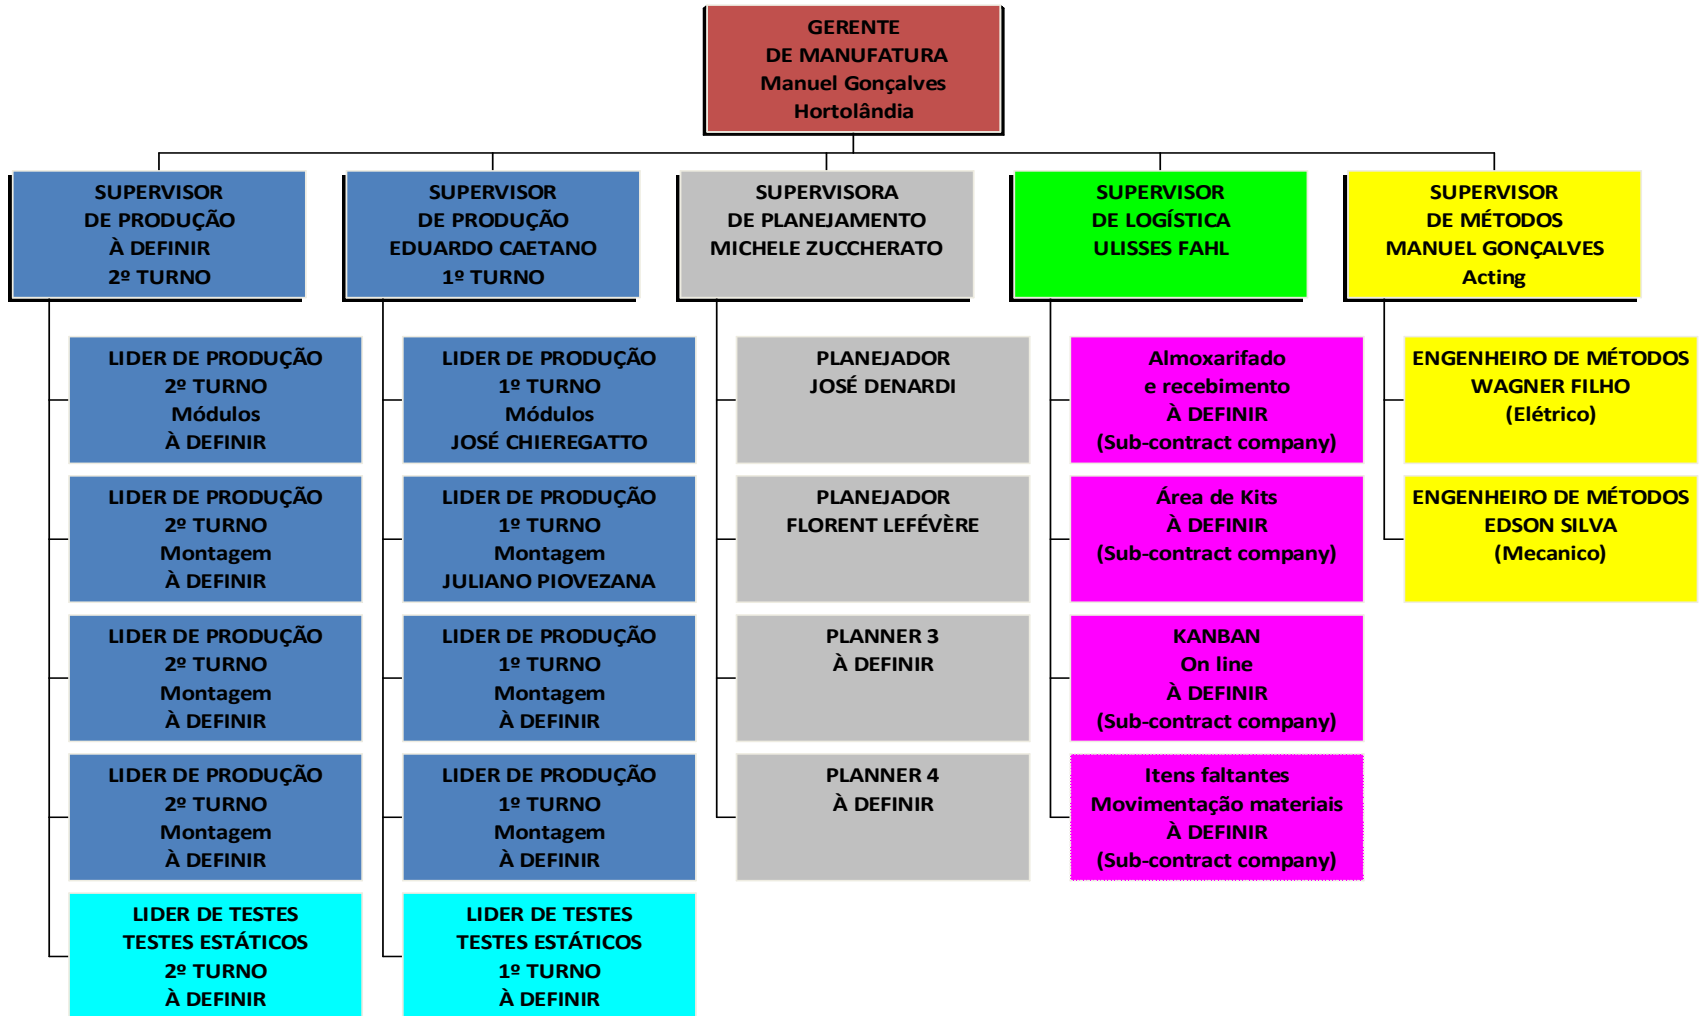 GERENTE
DE MANUFATURA
Manuel Gonçalves
Hortolândia
SUPERVISOR
DE PRODUÇÃO
À DEFINIR
2º TURNO
SUPERVISOR
DE PRODUÇÃO
EDUARDO CAETANO
1º TURNO
SUPERVISORA
DE PLANEJAMENTO
MICHELE ZUCCHERATO
SUPERVISOR
DE LOGÍSTICA
ULISSES FAHL
SUPERVISOR
DE MÉTODOS
MANUEL GONÇALVES
Acting
LIDER DE PRODUÇÃO
2º TURNO
Módulos
À DEFINIR
LIDER DE PRODUÇÃO
1º TURNO
Módulos
JOSÉ CHIEREGATTO
PLANEJADOR
JOSÉ DENARDI
Almoxarifado
e recebimento
À DEFINIR
(Sub-contract company)
ENGENHEIRO DE MÉTODOS
WAGNER FILHO
(Elétrico)
LIDER DE PRODUÇÃO
2º TURNO
Montagem
À DEFINIR
LIDER DE PRODUÇÃO
1º TURNO
Montagem
JULIANO PIOVEZANA
PLANEJADOR
FLORENT LEFÉVÈRE
Área de Kits
À DEFINIR
(Sub-contract company)
ENGENHEIRO DE MÉTODOS
EDSON SILVA
(Mecanico)
LIDER DE PRODUÇÃO
2º TURNO
Montagem
À DEFINIR
LIDER DE PRODUÇÃO
1º TURNO
Montagem
À DEFINIR
PLANNER 3
À DEFINIR
KANBAN
On line
À DEFINIR
(Sub-contract company)
LIDER DE PRODUÇÃO
2º TURNO
Montagem
À DEFINIR
LIDER DE PRODUÇÃO
1º TURNO
Montagem
À DEFINIR
PLANNER 4
À DEFINIR
Itens faltantes
Movimentação materiais
À DEFINIR
(Sub-contract company)
LIDER DE TESTES
TESTES ESTÁTICOS
2º TURNO
À DEFINIR
LIDER DE TESTES
TESTES ESTÁTICOS
1º TURNO
À DEFINIR